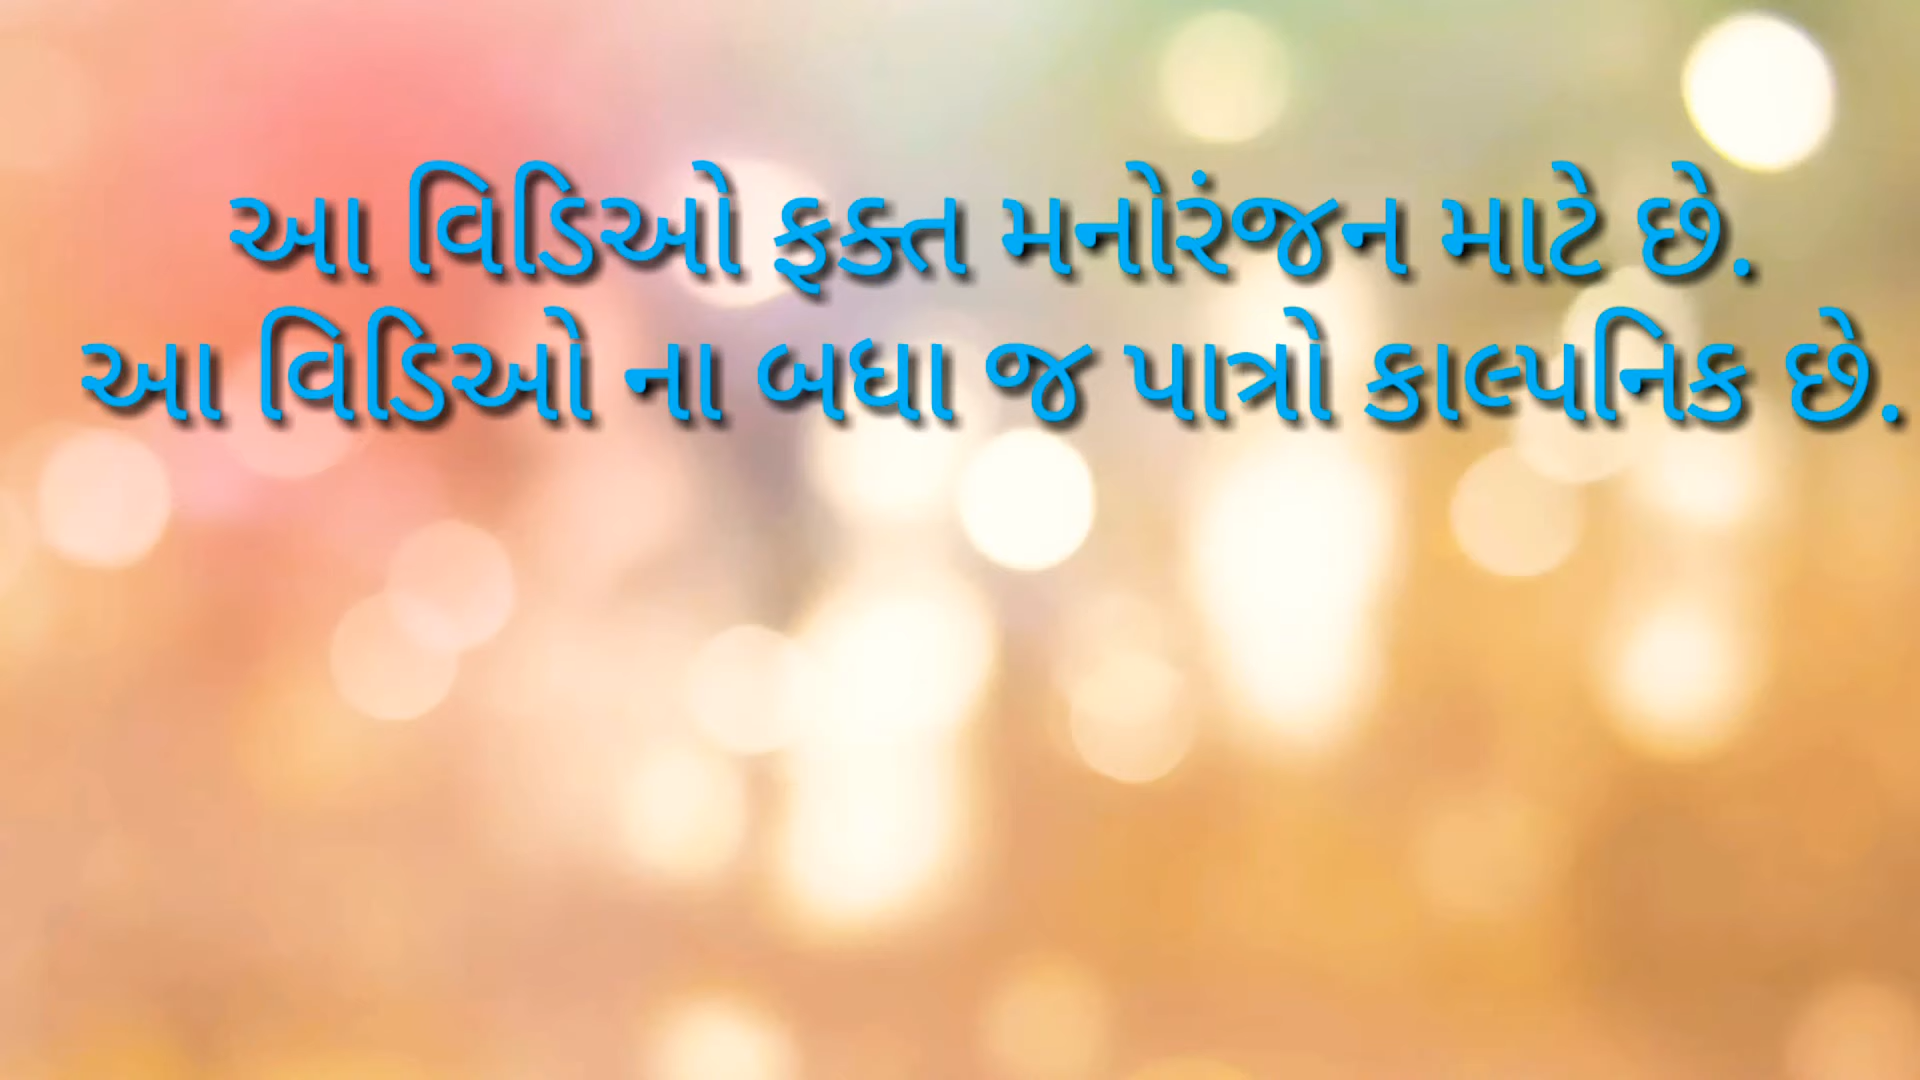 આ વિડિઓ ફક્ત મનોરંજન માટે છે.
આ વિડિઓ ના બધા જ પાત્રો કાલ્પનિક છે.